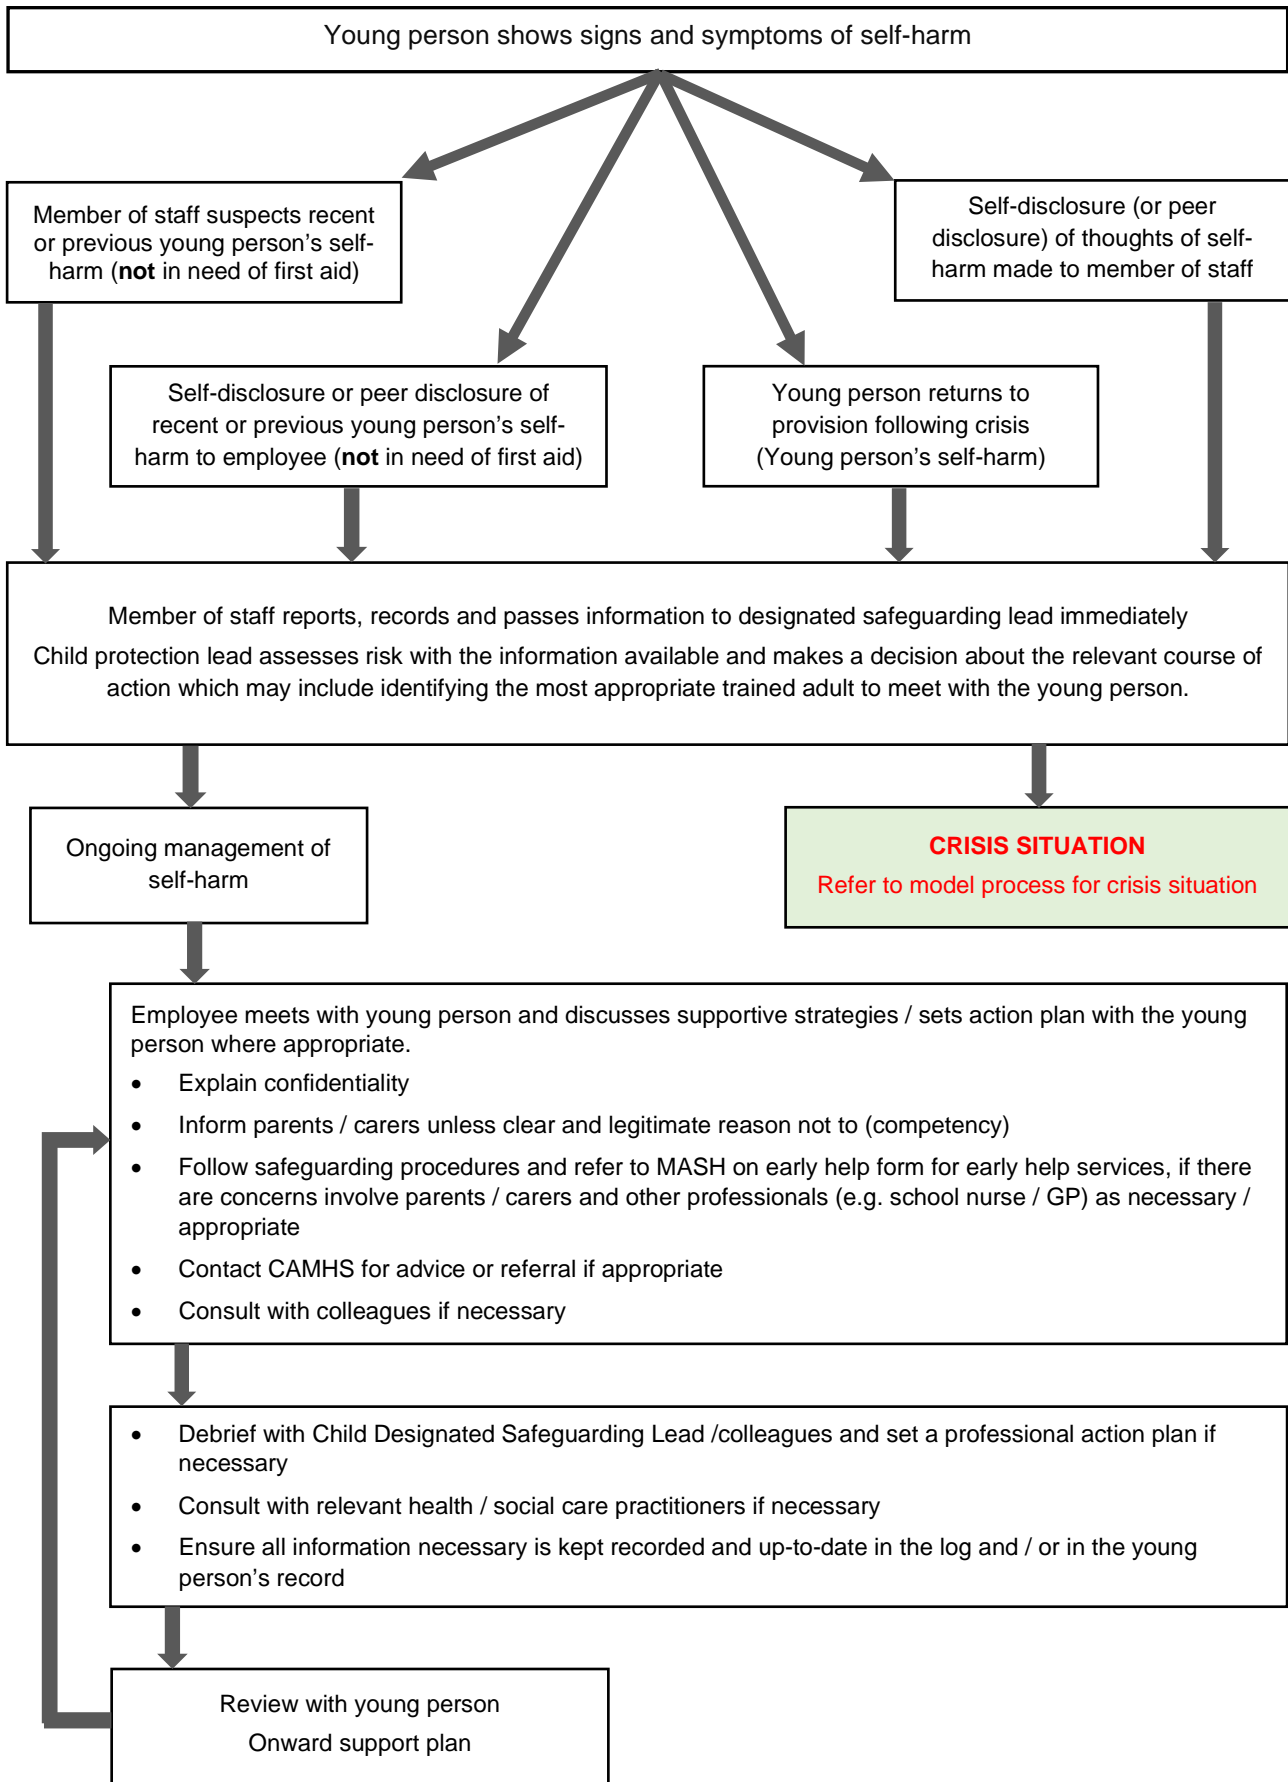 Young person shows signs and symptoms of self-harm
Member of staff suspects recent
or previous young person's self-
harm (not in need of first aid)
Self-disclosure (or peer
disclosure) of thoughts of self-
harm made to member of staff
Self-disclosure or peer disclosure of
recent or previous young person's self-
harm to employee (not in need of first aid)
Young person returns to
provision following crisis
(Young person's self-harm)
Member of staff reports, records and passes information to designated safeguarding lead immediately
Child protection lead assesses risk with the information available and makes a decision about the relevant course of
action which may include identifying the most appropriate trained adult to meet with the young person.
Ongoing management of
self-harm
CRISIS SITUATION
Refer to model process for crisis situation
Employee meets with young person and discusses supportive strategies / sets action plan with the young
person where appropriate.
• Explain confidentiality
• Inform parents / carers unless clear and legitimate reason not to (competency)
• Follow safeguarding procedures and refer to MASH on early help form for early help services, if there
are concerns involve parents / carers and other professionals (e.g. school nurse / GP) as necessary /
appropriate
• Contact CAMHS for advice or referral if appropriate
• Consult with colleagues if necessary
• Debrief with Child Designated Safeguarding Lead /colleagues and set a professional action plan if
necessary
• Consult with relevant health / social care practitioners if necessary
• Ensure all information necessary is kept recorded and up-to-date in the log and / or in the young
person's record
Review with young person
Onward support plan